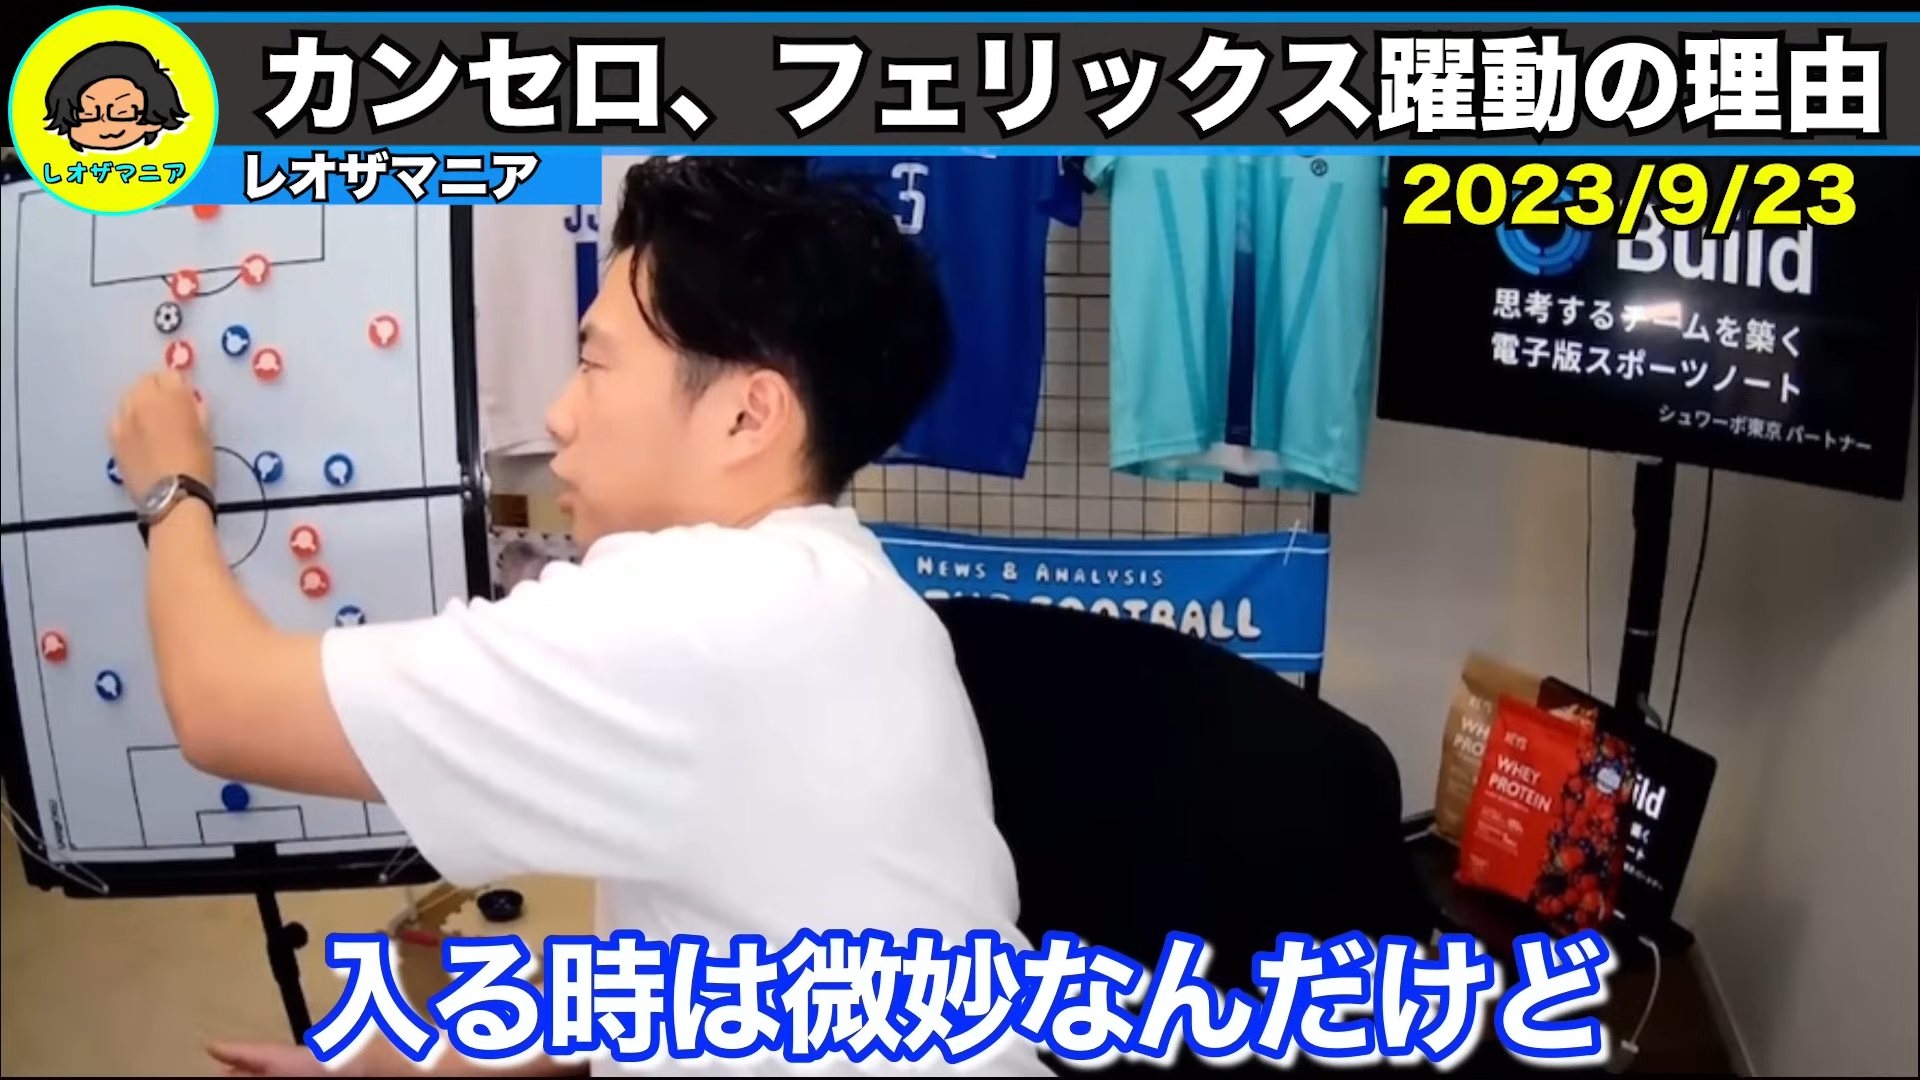 カンセロ、フェリックス躍動の理由
レオザマニア
レオザマニア
2023/9/23
3
Build
思考するチームを築く
電子版スポーツノート
シュワーボ東京 パートナー
NEWS & ANALYSIS
FOOTBALL
WHEY
PROTEIN
ild
入る時は微妙なんだけど